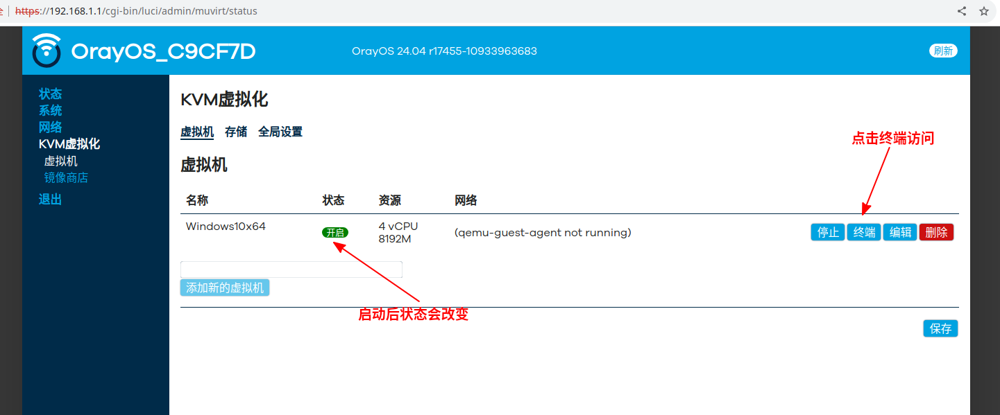 https://192.168.1.1/cgi-bin/luci/admin/muvirt/status
OrayOS_C9CF7D
OrayOS 24.04 r17455-10933963683
刷新
状态
系统
网络
KVM虚拟化
虚拟机
镜像商店
退出
KVM虚拟化
虚拟机 存储 全局设置
点击终端访问
虚拟机
名称 状态 资源 网络
Windows10x64 开启 4 vCPU (qemu-guest-agent not running) 停止 终端 编辑 删除
8192M
添加新的虚拟机
启动后状态会改变
保存